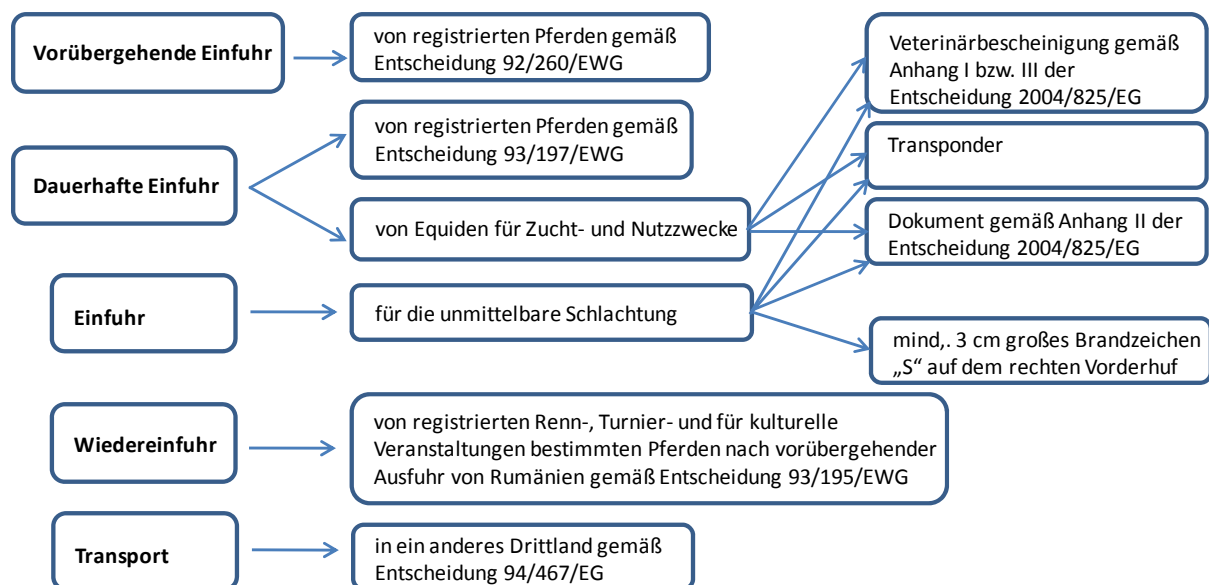 Vorübergehende Einfuhr
von registrierten Pferden gemäß
Entscheidung 92/260/EWG
Dauerhafte Einfuhr
von registrierten Pferden gemäß
Entscheidung 93/197/EWG
von Equiden für Zucht- und Nutzzwecke
Veterinärbescheinigung gemäß
Anhang I bzw. III der
Entscheidung 2004/825/EG
Transponder
Dokument gemäß Anhang II der
Entscheidung 2004/825/EG
Einfuhr
für die unmittelbare Schlachtung
mind,. 3 cm großes Brandzeichen
„S“ auf dem rechten Vorderhuf
Wiedereinfuhr
von registrierten Renn-, Turnier- und für kulturelle
Veranstaltungen bestimmten Pferden nach vorübergehender
Ausfuhr von Rumänien gemäß Entscheidung 93/195/EWG
Transport
in ein anderes Drittland gemäß
Entscheidung 94/467/EG